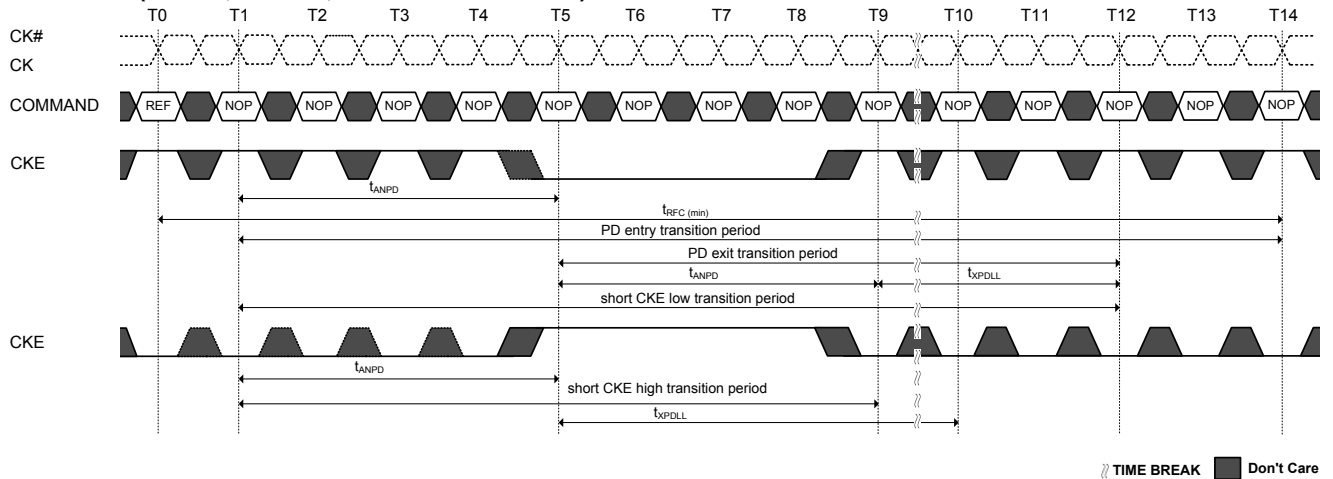 T0 T1 T2 T3 T4 T5 T6 T7 T8 T9 T10 T11 T12 T13 T14
CK#
CK
COMMAND REF NOP NOP NOP NOP NOP NOP NOP NOP NOP NOP NOP NOP NOP NOP
CKE
tANPD
tRFC (min)
PD entry transition period
PD exit transition period
tANPD tXPDLL
short CKE low transition period
CKE
tANPD
short CKE high transition period
tXPDLL
TIME BREAK Don't Care